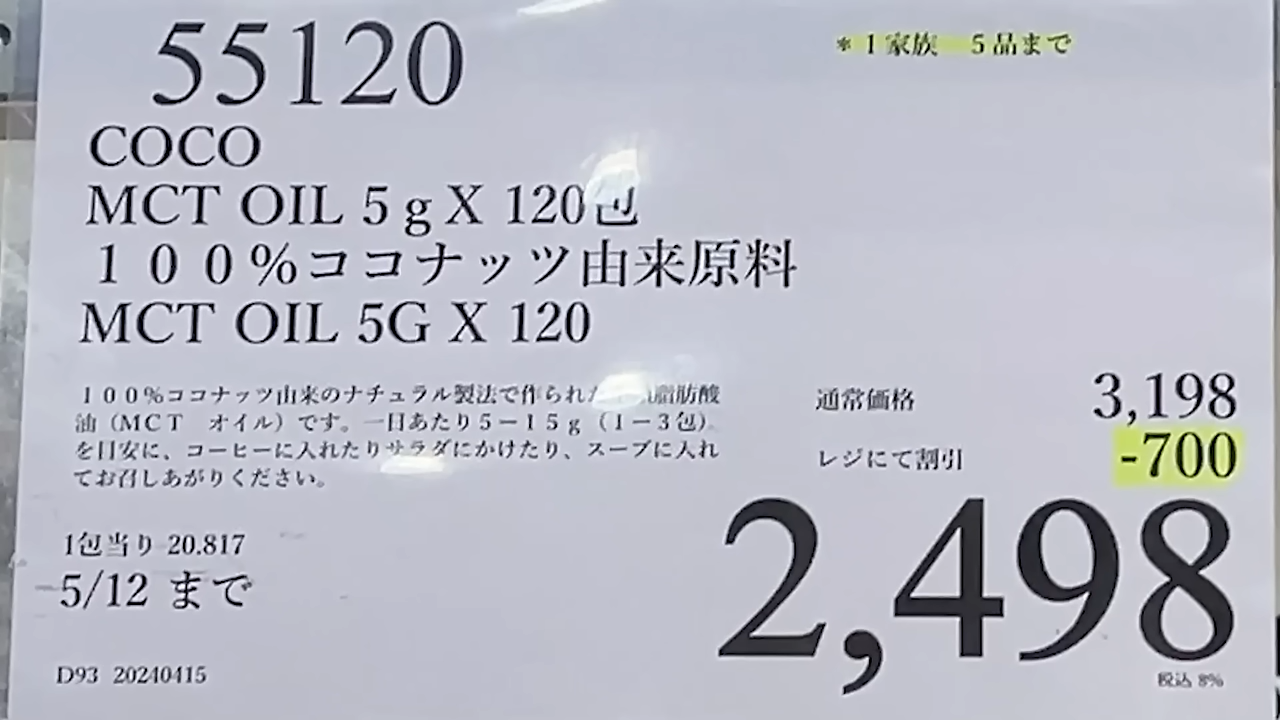 55120
＊1家族　5品まで
COCO
MCT OIL 5ｇX 120包
１００％ココナッツ由来原料
MCT OIL 5G X 120
１００％ココナッツ由来のナチュラル製法で作られた 脂肪酸
油（ＭＣＴ　オイル）です。一日あたり５－１５ｇ（１－３包）
を目安に、コーヒーに入れたりサラダにかけたり、スープに入れ
てお召しあがりください。
通常価格 3,198
レジにて割引 -700
2,498
税込 8%
1包当り 20.817
5/12 まで
D93 20240415